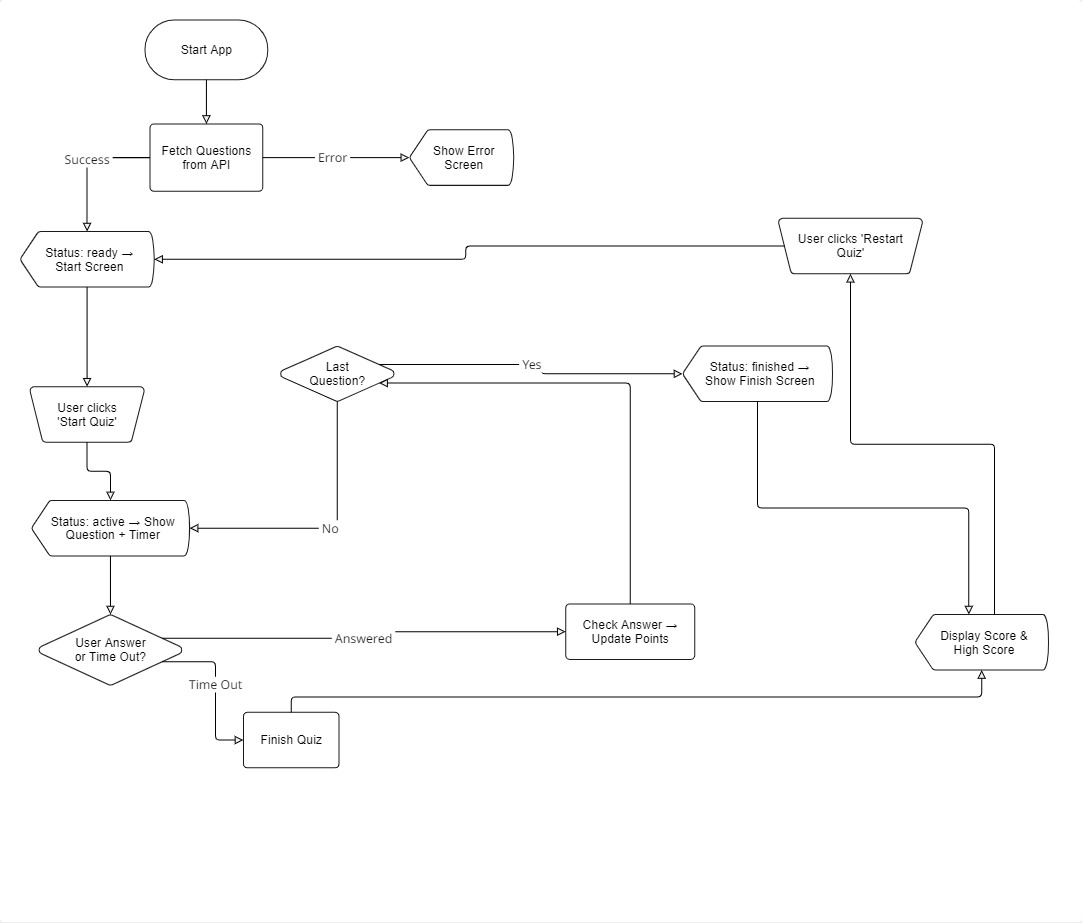 Start App
Fetch Questions
from API
Success
Error
Show Error
Screen
Status: ready →
Start Screen
User clicks 'Restart
Quiz'
Last
Question?
Yes
Status: finished →
Show Finish Screen
User clicks
'Start Quiz'
Status: active → Show
Question + Timer
No
User Answer
or Time Out?
Answered
Check Answer →
Update Points
Display Score &
High Score
Time Out
Finish Quiz